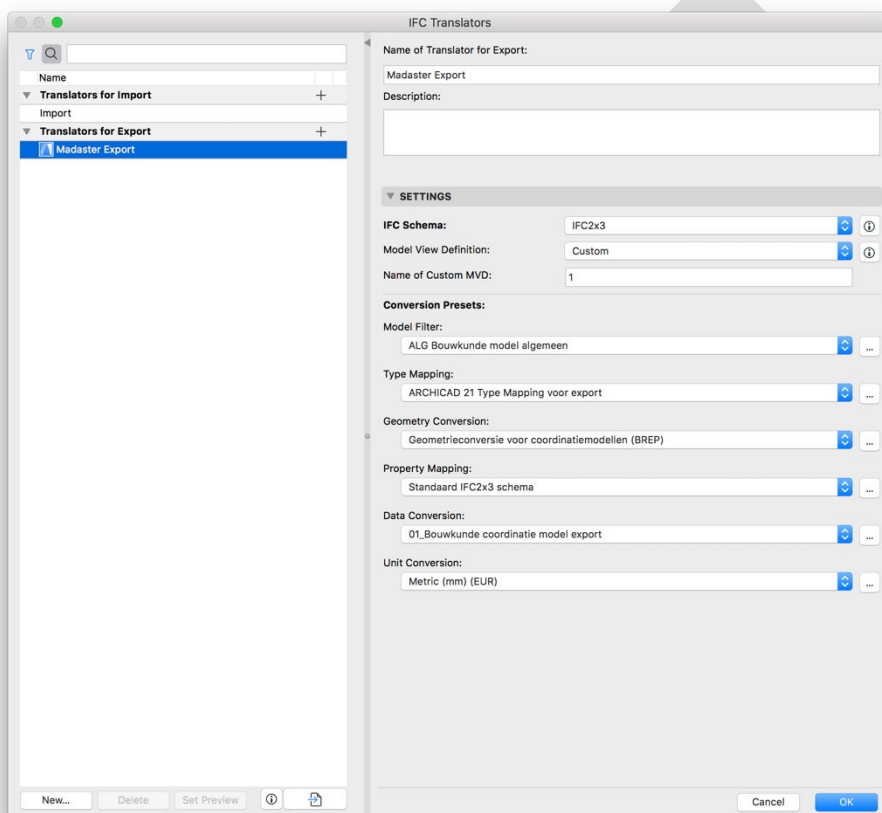 IFC Translators
Name
Translators for Import
Import
Translators for Export
Madaster Export
New...
Delete
Set Preview
Name of Translator for Export:
Madaster Export
Description:
SETTINGS
IFC Schema:
IFC2x3
Model View Definition:
Custom
Name of Custom MVD:
1
Conversion Presets:
Model Filter:
ALG Bouwkunde model algemeen
...
Type Mapping:
ARCHICAD 21 Type Mapping voor export
...
Geometry Conversion:
Geometrieconversie voor coordinatiemodellen (BREP)
...
Property Mapping:
Standaard IFC2x3 schema
...
Data Conversion:
01_Bouwkunde coordinatie model export
...
Unit Conversion:
Metric (mm) (EUR)
...
Cancel
OK